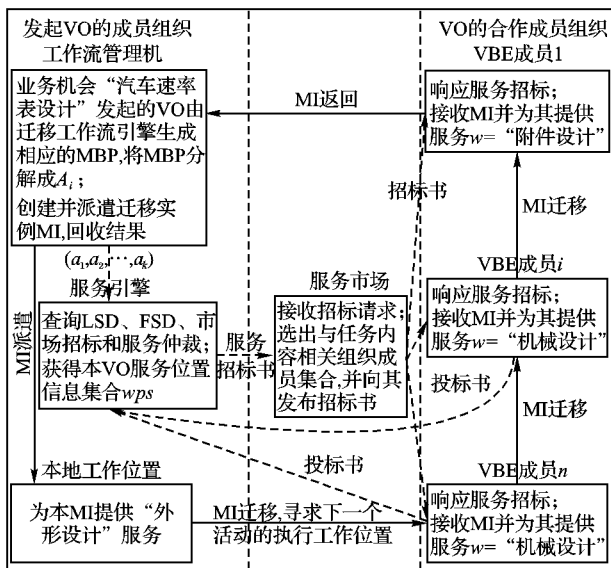 发起VO的成员组织
工作流管理机
业务机会“汽车速率
表设计”发起的VO由
迁移工作流引擎生成
相应的MBP,将MBP分
解成Ai;
创建并派遣迁移实
例MI,回收结果
(a1,a2,…,ak)
服务引擎
查询LSD、FSD、市
场招标和服务仲裁;
获得本VO服务位置
信息集合wps
MI派遣
本地工作位置
为本MI提供“外
形设计”服务
MI返回
服务
招标书
服务市场
接收招标请求;
选出与任务内
容相关组织成
员集合,并向其
发布招标书
招标书
投标书
投标书
MI迁移,寻求下一个
活动的执行工作位置
VO的合作成员组织
VBE成员1
响应服务招标;
接收MI并为其提供
服务w=“附件设计”
MI迁移
VBE成员i
响应服务招标;
接收MI并为其提供
服务w=“机械设计”
MI迁移
VBE成员n
响应服务招标;
接收MI并为其提供
服务w=“机械设计”